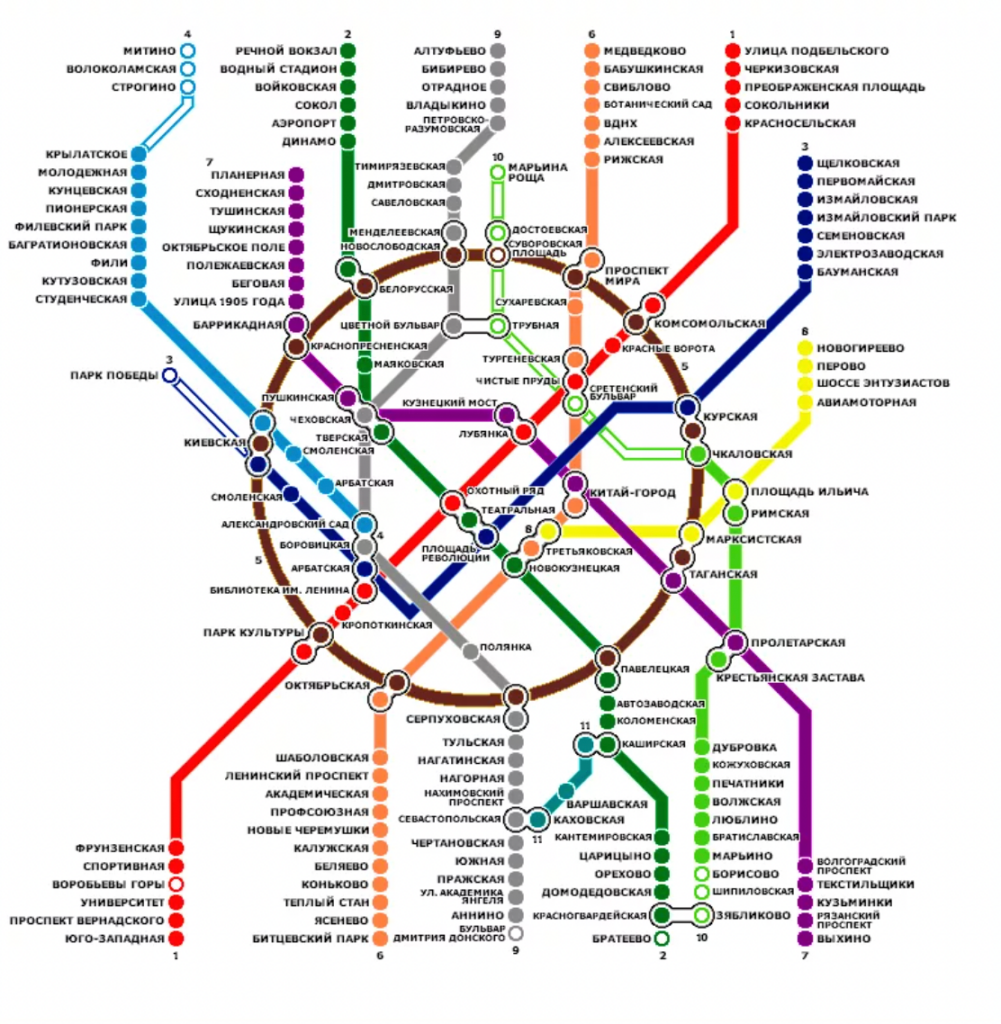 4
МИТИНО
ВОЛОКОЛАМСКАЯ
СТРОГИНО
КРЫЛАТСКОЕ
МОЛОДЕЖНАЯ
КУНЦЕВСКАЯ
ПИОНЕРСКАЯ
ФИЛЕВСКИЙ ПАРК
БАГРАТИОНОВСКАЯ
ФИЛИ
КУТУЗОВСКАЯ
СТУДЕНЧЕСКАЯ
3
ПАРК ПОБЕДЫ
КИЕВСКАЯ
2
РЕЧНОЙ ВОКЗАЛ
ВОДНЫЙ СТАДИОН
ВОЙКОВСКАЯ
СОКОЛ
АЭРОПОРТ
ДИНАМО
7
ПЛАНЕРНАЯ
СХОДНЕНСКАЯ
ТУШИНСКАЯ
ЩУКИНСКАЯ
ОКТЯБРЬСКОЕ ПОЛЕ
ПОЛЕЖАЕВСКАЯ
БЕГОВАЯ
УЛИЦА 1905 ГОДА
БАРРИКАДНАЯ
КРАСНОПРЕСНЕНСКАЯ
БЕЛОРУССКАЯ
9
АЛТУФЬЕВО
БИБИРЕВО
ОТРАДНОЕ
ВЛАДЫКИНО
ПЕТРОВСКО-
РАЗУМОВСКАЯ
ТИМИРЯЗЕВСКАЯ
ДМИТРОВСКАЯ
САВЕЛОВСКАЯ
МЕНДЕЛЕЕВСКАЯ
НОВОСЛОБОДСКАЯ
ЦВЕТНОЙ БУЛЬВАР
10
МАРЬИНА
РОЩА
ДОСТОЕВСКАЯ
СУВОРОВСКАЯ
ПЛОЩАДЬ
ТРУБНАЯ
6
МЕДВЕДКОВО
БАБУШКИНСКАЯ
СВИБЛОВО
БОТАНИЧЕСКИЙ САД
ВДНХ
АЛЕКСЕЕВСКАЯ
РИЖСКАЯ
ПРОСПЕКТ
МИРА
СУХАРЕВСКАЯ
ТУРГЕНЕВСКАЯ
ЧИСТЫЕ ПРУДЫ
СРЕТЕНСКИЙ
БУЛЬВАР
1
УЛИЦА ПОДБЕЛЬСКОГО
ЧЕРКИЗОВСКАЯ
ПРЕОБРАЖЕНСКАЯ ПЛОЩАДЬ
СОКОЛЬНИКИ
КРАСНОСЕЛЬСКАЯ
КОМСОМОЛЬСКАЯ
КРАСНЫЕ ВОРОТА
5
3
ЩЕЛКОВСКАЯ
ПЕРВОМАЙСКАЯ
ИЗМАЙЛОВСКАЯ
ИЗМАЙЛОВСКИЙ ПАРК
СЕМЕНОВСКАЯ
ЭЛЕКТРОЗАВОДСКАЯ
БАУМАНСКАЯ
КУРСКАЯ
ЧКАЛОВСКАЯ
8
НОВОГИРЕЕВО
ПЕРОВО
ШОССЕ ЭНТУЗИАСТОВ
АВИАМОТОРНАЯ
ПЛОЩАДЬ ИЛЬИЧА
РИМСКАЯ
МАРКСИСТСКАЯ
ТАГАНСКАЯ
МАЯКОВСКАЯ
ПУШКИНСКАЯ
ЧЕХОВСКАЯ
ТВЕРСКАЯ
КУЗНЕЦКИЙ МОСТ
ЛУБЯНКА
КИТАЙ-ГОРОД
СМОЛЕНСКАЯ
АРБАТСКАЯ
СМОЛЕНСКАЯ
АЛЕКСАНДРОВСКИЙ САД
4
БОРОВИЦКАЯ
АРБАТСКАЯ
БИБЛИОТЕКА ИМ. ЛЕНИНА
5
КРОПОТКИНСКАЯ
ПАРК КУЛЬТУРЫ
ОХОТНЫЙ РЯД
ТЕАТРАЛЬНАЯ
ПЛОЩАДЬ
РЕВОЛЮЦИИ
8
ТРЕТЬЯКОВСКАЯ
НОВОКУЗНЕЦКАЯ
ПОЛЯНКА
ОКТЯБРЬСКАЯ
СЕРПУХОВСКАЯ
ПАВЕЛЕЦКАЯ
ПРОЛЕТАРСКАЯ
КРЕСТЬЯНСКАЯ ЗАСТАВА
ФРУНЗЕНСКАЯ
СПОРТИВНАЯ
ВОРОБЬЕВЫ ГОРЫ
УНИВЕРСИТЕТ
ПРОСПЕКТ ВЕРНАДСКОГО
ЮГО-ЗАПАДНАЯ
1
ШАБОЛОВСКАЯ
ЛЕНИНСКИЙ ПРОСПЕКТ
АКАДЕМИЧЕСКАЯ
ПРОФСОЮЗНАЯ
НОВЫЕ ЧЕРЕМУШКИ
КАЛУЖСКАЯ
БЕЛЯЕВО
КОНЬКОВО
ТЕПЛЫЙ СТАН
ЯСЕНЕВО
БИТЦЕВСКИЙ ПАРК
6
ТУЛЬСКАЯ
НАГАТИНСКАЯ
НАГОРНАЯ
НАХИМОВСКИЙ
ПРОСПЕКТ
СЕВАСТОПОЛЬСКАЯ
ЧЕРТАНОВСКАЯ
ЮЖНАЯ
ПРАЖСКАЯ
УЛ. АКАДЕМИКА
ЯНГЕЛЯ
АННИНО
БУЛЬВАР
ДМИТРИЯ ДОНСКОГО
9
АВТОЗАВОДСКАЯ
КОЛОМЕНСКАЯ
11
КАШИРСКАЯ
ВАРШАВСКАЯ
КАХОВСКАЯ
11
КАНТЕМИРОВСКАЯ
ЦАРИЦЫНО
ОРЕХОВО
ДОМОДЕДОВСКАЯ
КРАСНОГВАРДЕЙСКАЯ
БРАТЕЕВО
2
ДУБРОВКА
КОЖУХОВСКАЯ
ПЕЧАТНИКИ
ВОЛЖСКАЯ
ЛЮБЛИНО
БРАТИСЛАВСКАЯ
МАРЬИНО
БОРИСОВО
ШИПИЛОВСКАЯ
ЗЯБЛИКОВО
10
ВОЛГОГРАДСКИЙ
ПРОСПЕКТ
ТЕКСТИЛЬЩИКИ
КУЗЬМИНКИ
РЯЗАНСКИЙ
ПРОСПЕКТ
ВЫХИНО
7